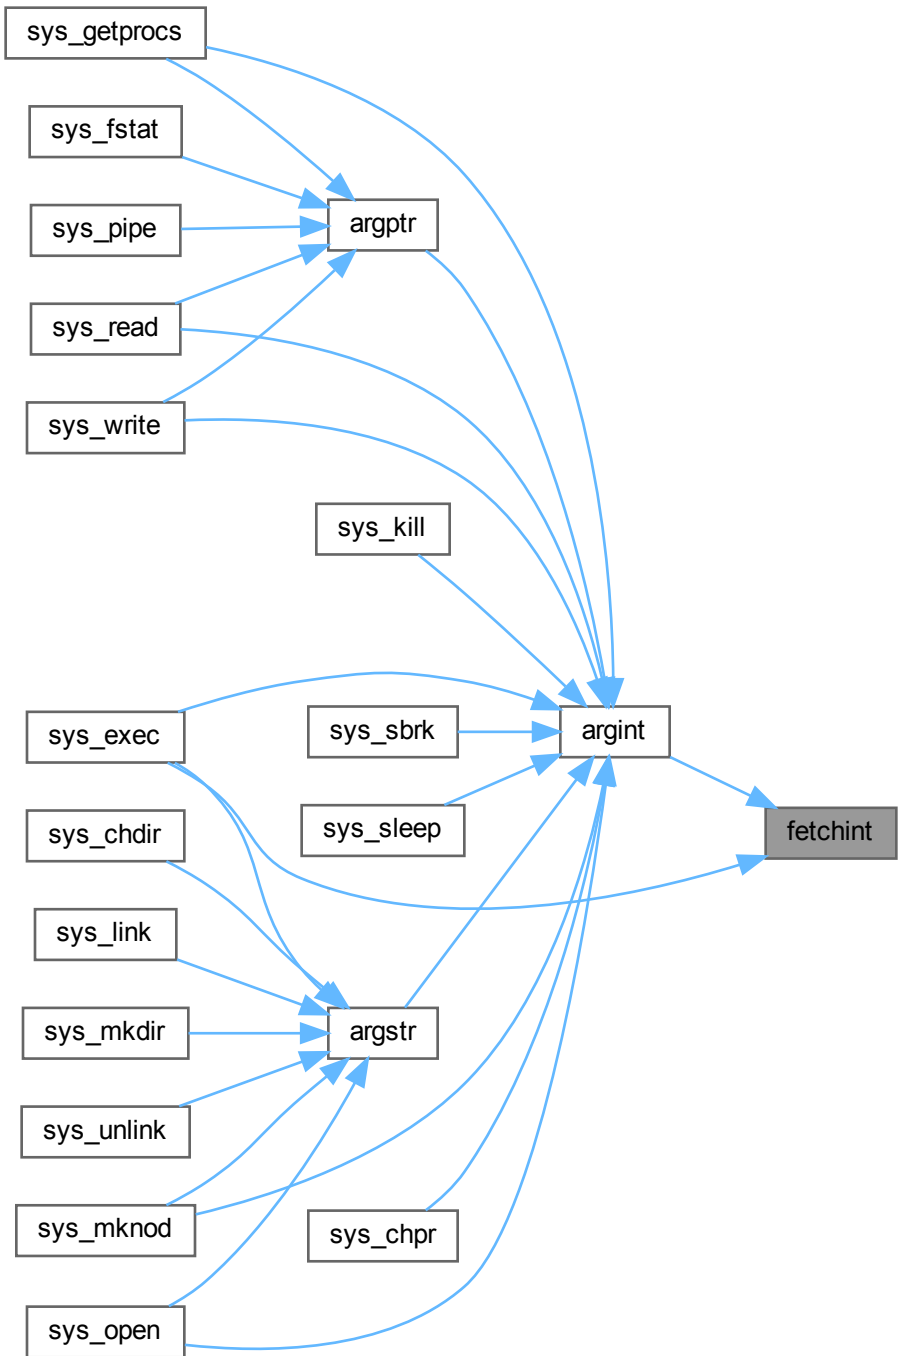 sys_getprocs
sys_fstat
argptr
sys_pipe
sys_read
sys_write
sys_kill
sys_exec
sys_sbrk
argint
sys_chdir
sys_sleep
fetchint
sys_link
sys_mkdir
argstr
sys_unlink
sys_mknod
sys_chpr
sys_open